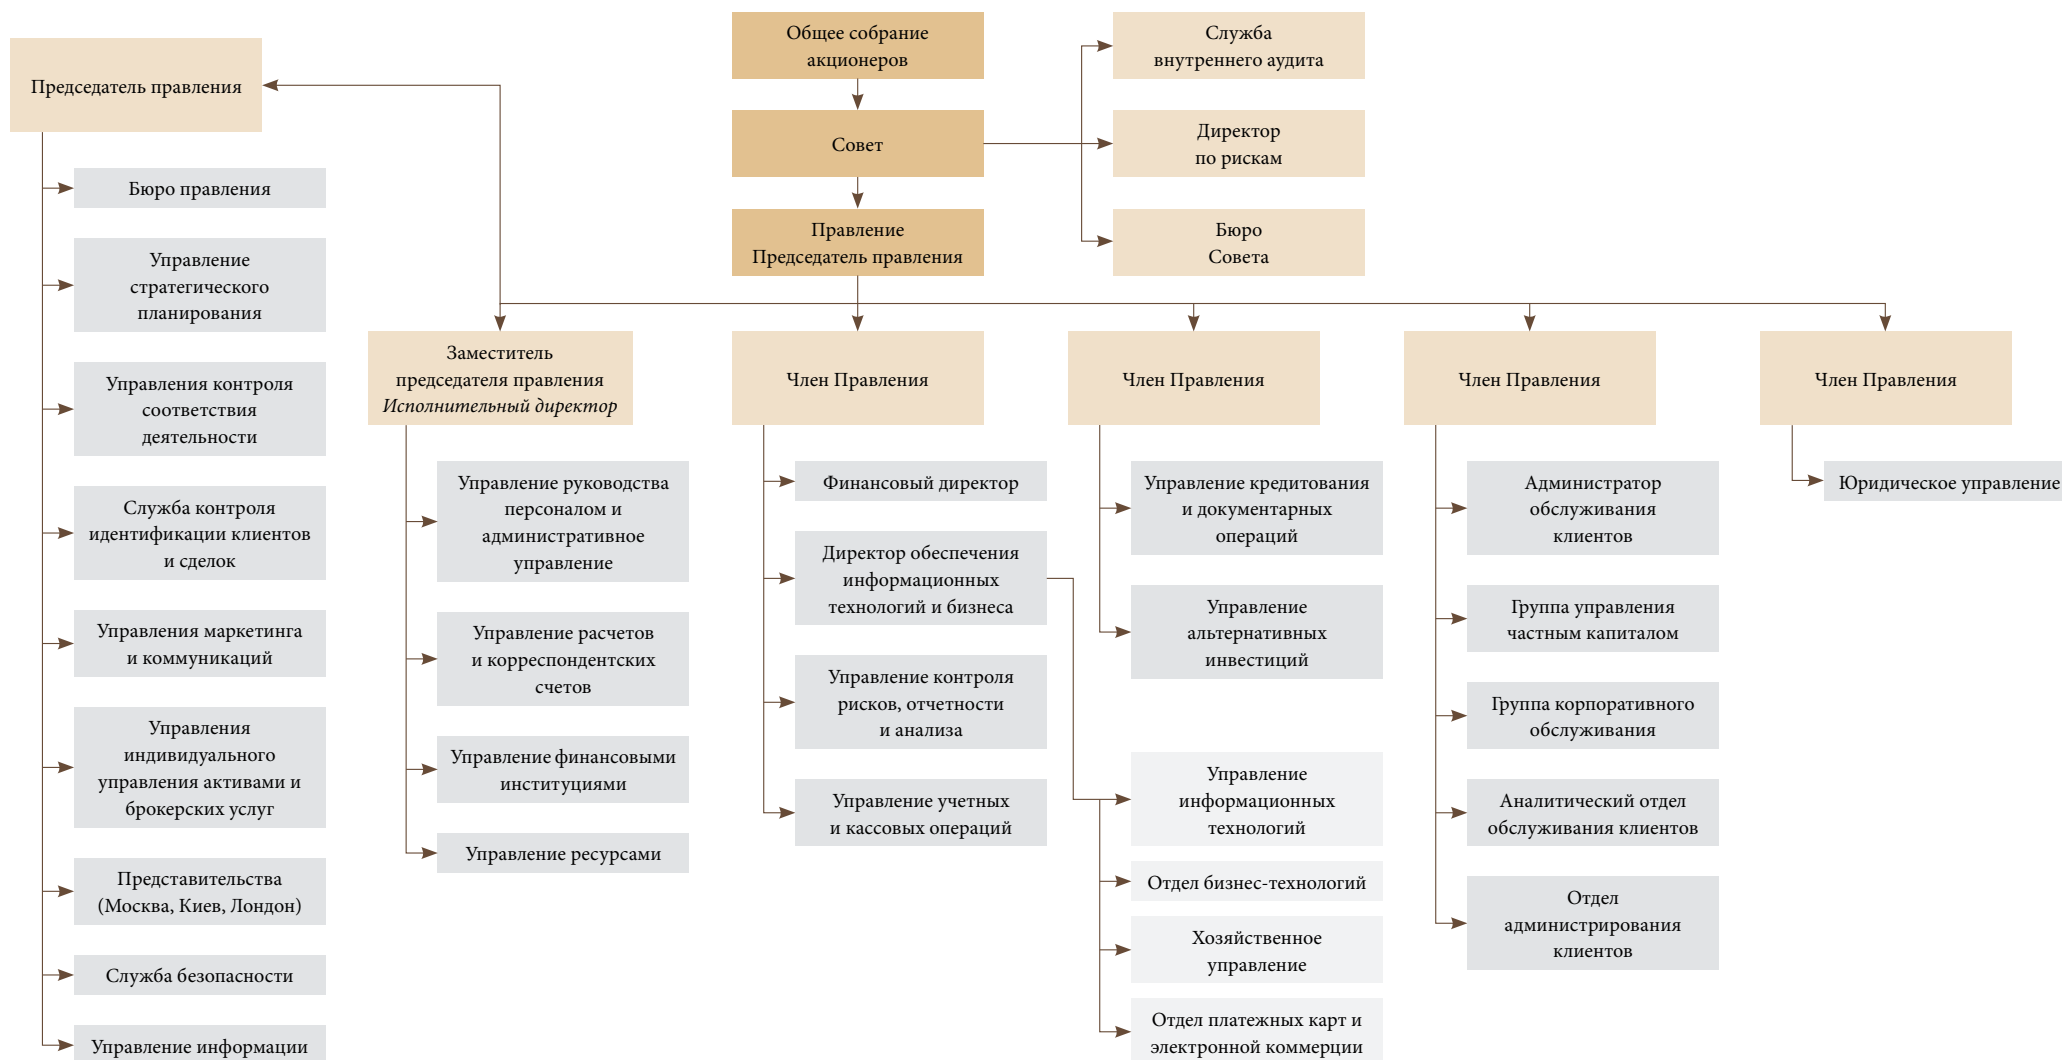 Общее собрание
акционеров
Служба
внутреннего аудита
Председатель правления
Совет
Директор
по рискам
Правление
Председатель правления
Бюро
Совета
Бюро правления
Управление
стратегического
планирования
Управления контроля
соответствия
деятельности
Служба контроля
идентификации клиентов
и сделок
Управления маркетинга
и коммуникаций
Управления
индивидуального
управления активами и
брокерских услуг
Представительства
(Москва, Киев, Лондон)
Служба безопасности
Управление информации
Заместитель
председателя правления
Исполнительный директор
Управление руководства
персоналом и
административное
управление
Управление расчетов
и корреспондентских
счетов
Управление финансовыми
институциями
Управление ресурсами
Член Правления
Финансовый директор
Директор обеспечения
информационных
технологий и бизнеса
Управление контроля
рисков, отчетности
и анализа
Управление учетных
и кассовых операций
Член Правления
Управление кредитования
и документарных
операций
Управление
альтернативных
инвестиций
Управление
информационных
технологий
Отдел бизнес-технологий
Хозяйственное
управление
Отдел платежных карт и
электронной коммерции
Член Правления
Администратор
обслуживания
клиентов
Группа управления
частным капиталом
Группа корпоративного
обслуживания
Аналитический отдел
обслуживания клиентов
Отдел
администрирования
клиентов
Член Правления
Юридическое управление